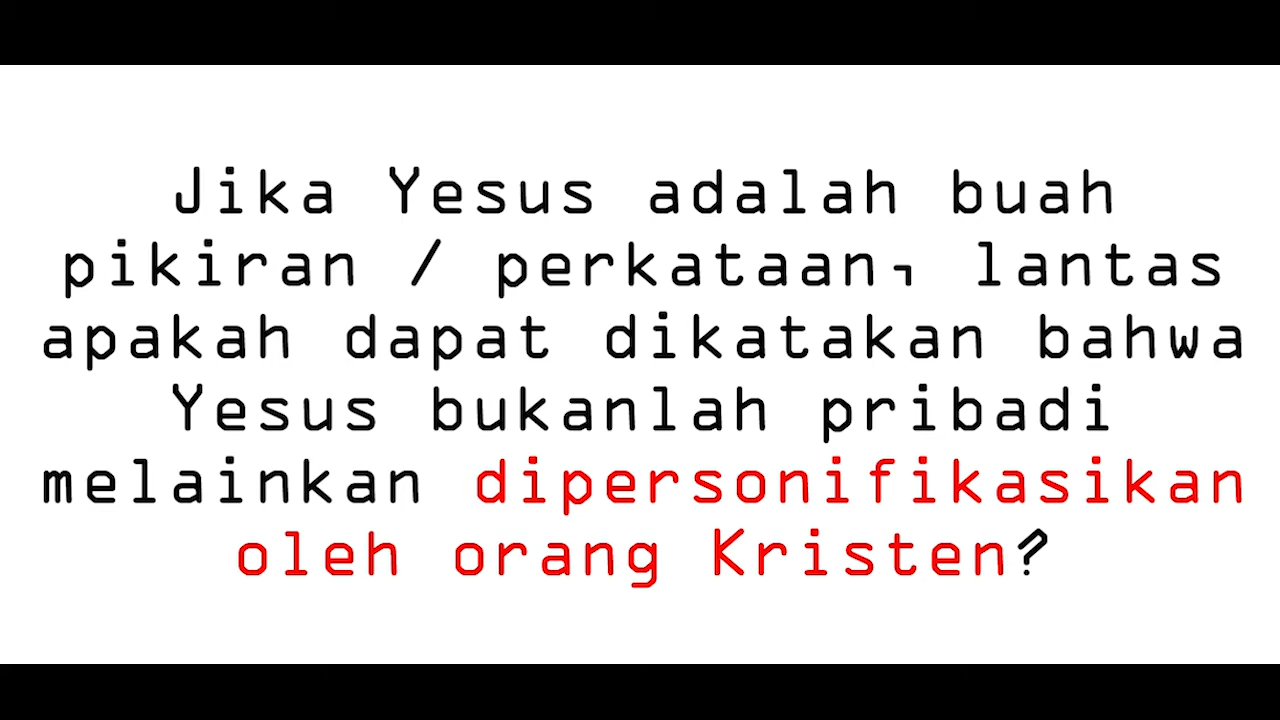 Jika Yesus adalah buah
pikiran / perkataan, lantas
apakah dapat dikatakan bahwa
Yesus bukanlah pribadi
melainkan dipersonifikasikan
oleh orang Kristen?